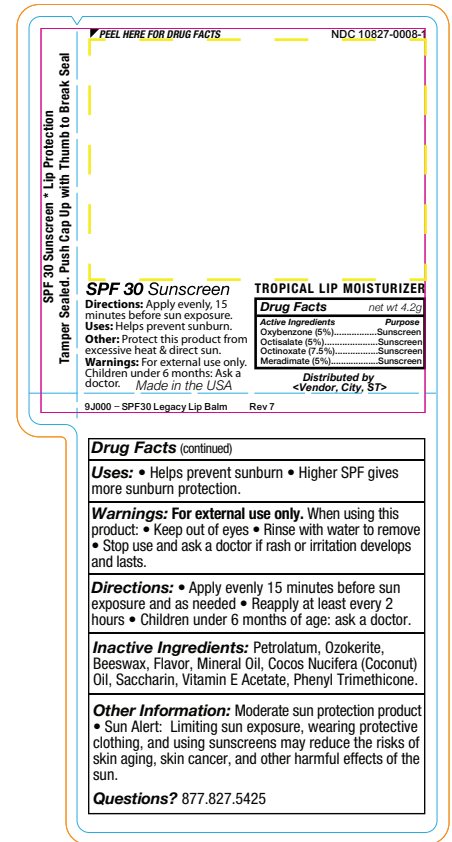 PEEL HERE FOR DRUG FACTS
NDC 10827-0008-1
SPF 30 Sunscreen * Lip Protection
Tamper Sealed. Push Cap Up with Thumb to Break Seal
SPF 30 Sunscreen
Directions: Apply evenly, 15
minutes before sun exposure.
Uses: Helps prevent sunburn.
Other: Protect this product from
excessive heat & direct sun.
Warnings: For external use only.
Children under 6 months: Ask a
doctor. Made in the USA
TROPICAL LIP MOISTURIZER
Drug Facts net wt 4.2g
Active Ingredients Purpose
Oxybenzone (5%).................Sunscreen
Octisalate (5%)......................Sunscreen
Octinoxate (7.5%)................Sunscreen
Meradimate (5%)...................Sunscreen
Distributed by
<Vendor, City, ST>
9J000 – SPF30 Legacy Lip Balm Rev 7
Drug Facts (continued)
Uses: • Helps prevent sunburn • Higher SPF gives
more sunburn protection.
Warnings: For external use only. When using this
product: • Keep out of eyes • Rinse with water to remove
• Stop use and ask a doctor if rash or irritation develops
and lasts.
Directions: • Apply evenly 15 minutes before sun
exposure and as needed • Reapply at least every 2
hours • Children under 6 months of age: ask a doctor.
Inactive Ingredients: Petrolatum, Ozokerite,
Beeswax, Flavor, Mineral Oil, Cocos Nucifera (Coconut)
Oil, Saccharin, Vitamin E Acetate, Phenyl Trimethicone.
Other Information: Moderate sun protection product
• Sun Alert: Limiting sun exposure, wearing protective
clothing, and using sunscreens may reduce the risks of
skin aging, skin cancer, and other harmful effects of the
sun.
Questions? 877.827.5425